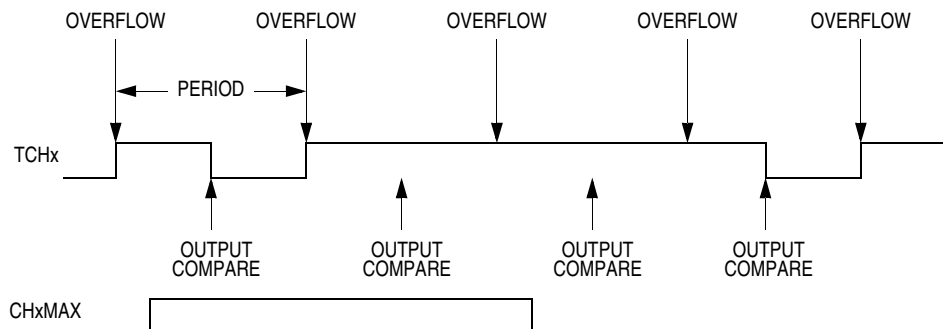 OVERFLOW OVERFLOW OVERFLOW OVERFLOW OVERFLOW
PERIOD
TCHx
OUTPUT OUTPUT OUTPUT OUTPUT
COMPARE COMPARE COMPARE COMPARE
CHxMAX